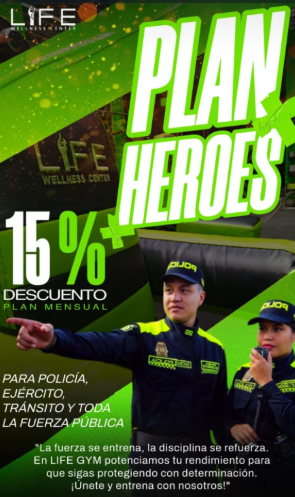 LIFE
WELLNESS CENTER
PLAN
HEROES
LIFE
WELLNESS CENTER
15%
DESCUENTO
PLAN MENSUAL
POLICÍA
PARA POLICÍA,
EJÉRCITO,
TRÁNSITO Y TODA
LA FUERZA PÚBLICA
"La fuerza se entrena, la disciplina se refuerza.
En LIFE GYM potenciamos tu rendimiento para
que sigas protegiendo con determinación.
¡Únete y entrena con nosotros!"